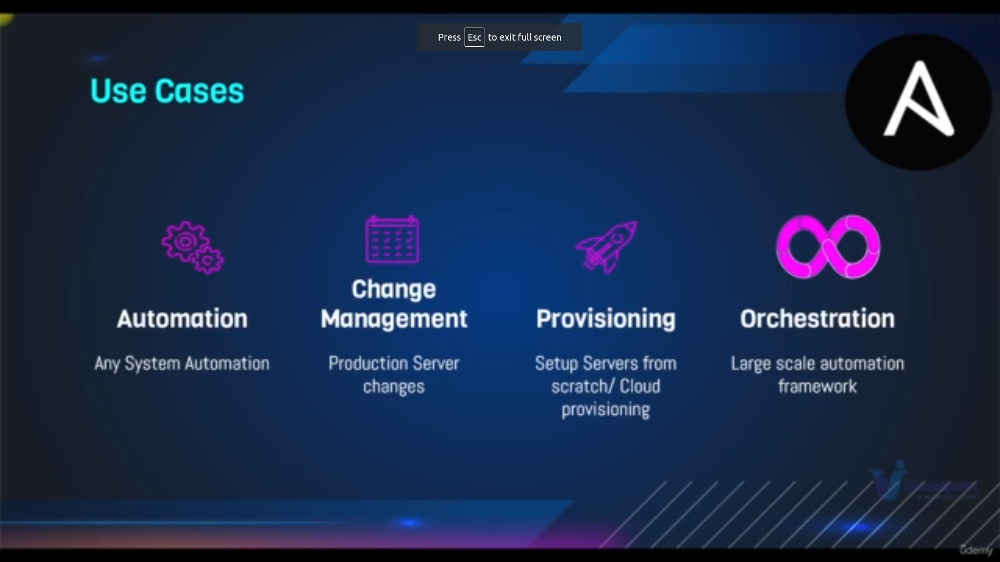 Press Esc to exit full screen
Use Cases
Automation
Any System Automation
Change
Management
Production Server
changes
Provisioning
Setup Servers from
scratch/ Cloud
provisioning
Orchestration
Large scale automation
framework
Udemy